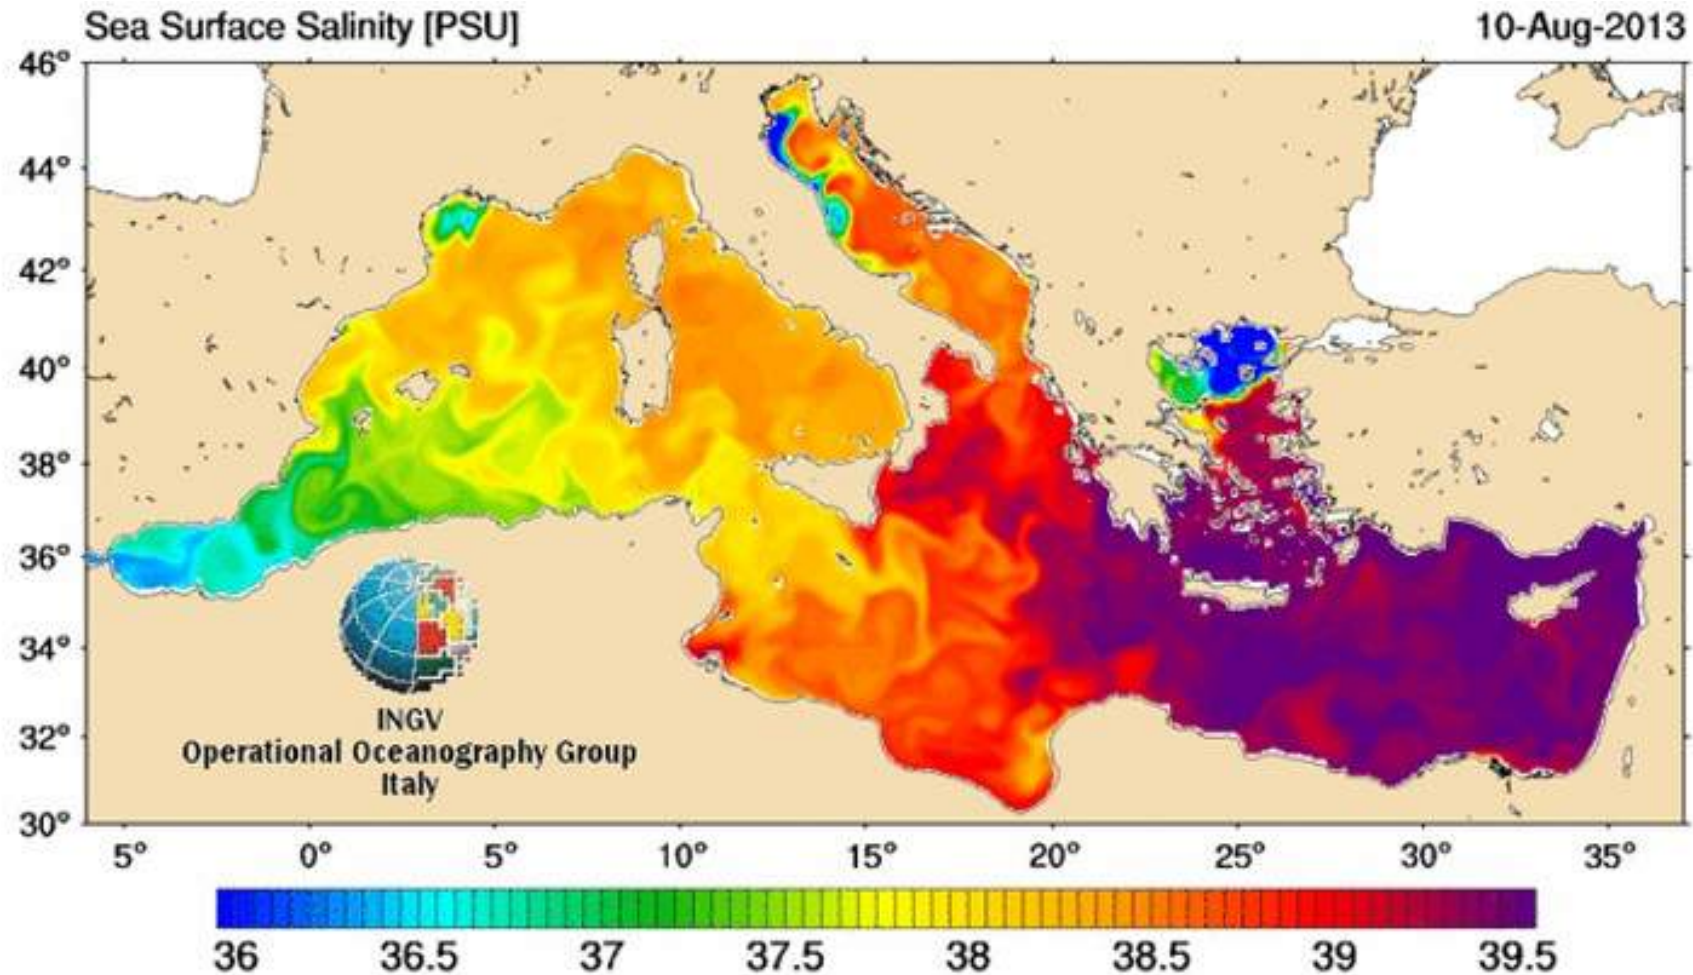 Sea Surface Salinity [PSU] 10-Aug-2013
46°
44°
42°
40°
38°
36°
34°
32°
30°
INGV
Operational Oceanography Group
Italy
5° 0° 5° 10° 15° 20° 25° 30° 35°
36 36.5 37 37.5 38 38.5 39 39.5